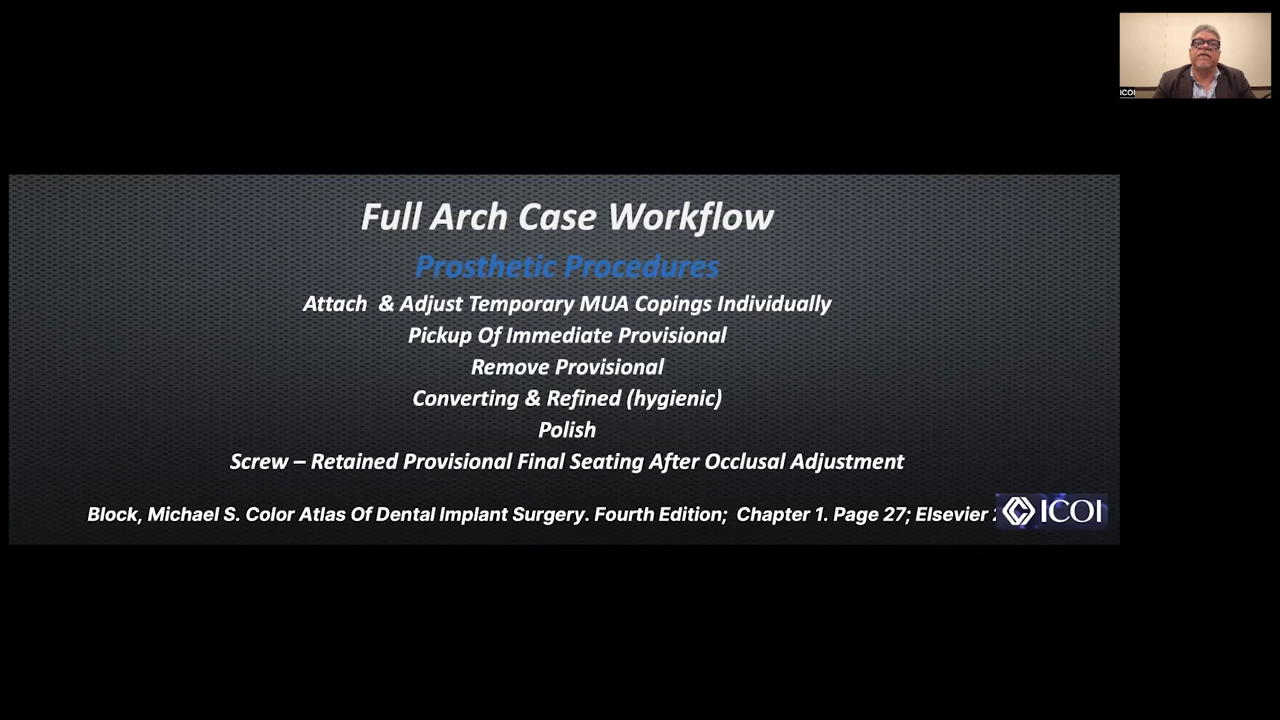 ICOI
Full Arch Case Workflow
Prosthetic Procedures
Attach & Adjust Temporary MUA Copings Individually
Pickup Of Immediate Provisional
Remove Provisional
Converting & Refined (hygienic)
Polish
Screw – Retained Provisional Final Seating After Occlusal Adjustment
Block, Michael S. Color Atlas Of Dental Implant Surgery. Fourth Edition; Chapter 1. Page 27; Elsevier
ICOI